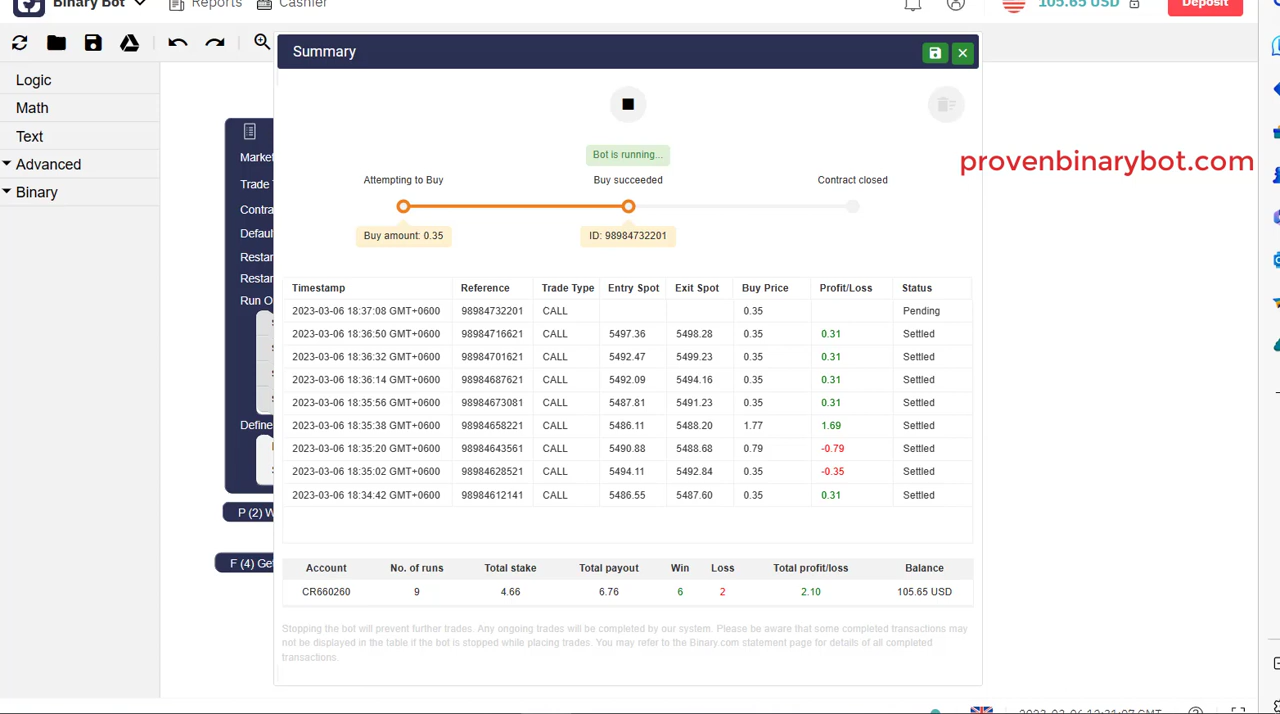 Binary Bot
Reports
Cashier
105.65 USD
Deposit
Summary
Logic
Math
Text
Advanced
Binary
Market
Trade T
Contra
Defaul
Restar
Restar
Run O
Define
P (2) W
F (4) Ge
provenbinarybot.com
Bot is running...
Attempting to Buy Buy succeeded Contract closed
Buy amount: 0.35 ID: 98984732201
Timestamp Reference Trade Type Entry Spot Exit Spot Buy Price Profit/Loss Status
2023-03-06 18:37:08 GMT+0600 98984732201 CALL 0.35 Pending
2023-03-06 18:36:50 GMT+0600 98984716621 CALL 5497.36 5498.28 0.35 0.31 Settled
2023-03-06 18:36:32 GMT+0600 98984701621 CALL 5492.47 5499.23 0.35 0.31 Settled
2023-03-06 18:36:14 GMT+0600 98984687621 CALL 5492.09 5494.16 0.35 0.31 Settled
2023-03-06 18:35:56 GMT+0600 98984673081 CALL 5487.81 5491.23 0.35 0.31 Settled
2023-03-06 18:35:38 GMT+0600 98984658221 CALL 5486.11 5488.20 1.77 1.69 Settled
2023-03-06 18:35:20 GMT+0600 98984643561 CALL 5490.88 5488.68 0.79 -0.79 Settled
2023-03-06 18:35:02 GMT+0600 98984628521 CALL 5494.11 5492.84 0.35 -0.35 Settled
2023-03-06 18:34:42 GMT+0600 98984612141 CALL 5486.55 5487.60 0.35 0.31 Settled
Account No. of runs Total stake Total payout Win Loss Total profit/loss Balance
CR660260 9 4.66 6.76 6 2 2.10 105.65 USD
Stopping the bot will prevent further trades. Any ongoing trades will be completed by our system. Please be aware that some completed transactions may
not be displayed in the table if the bot is stopped while placing trades. You may refer to the Binary.com statement page for details of all completed
transactions.